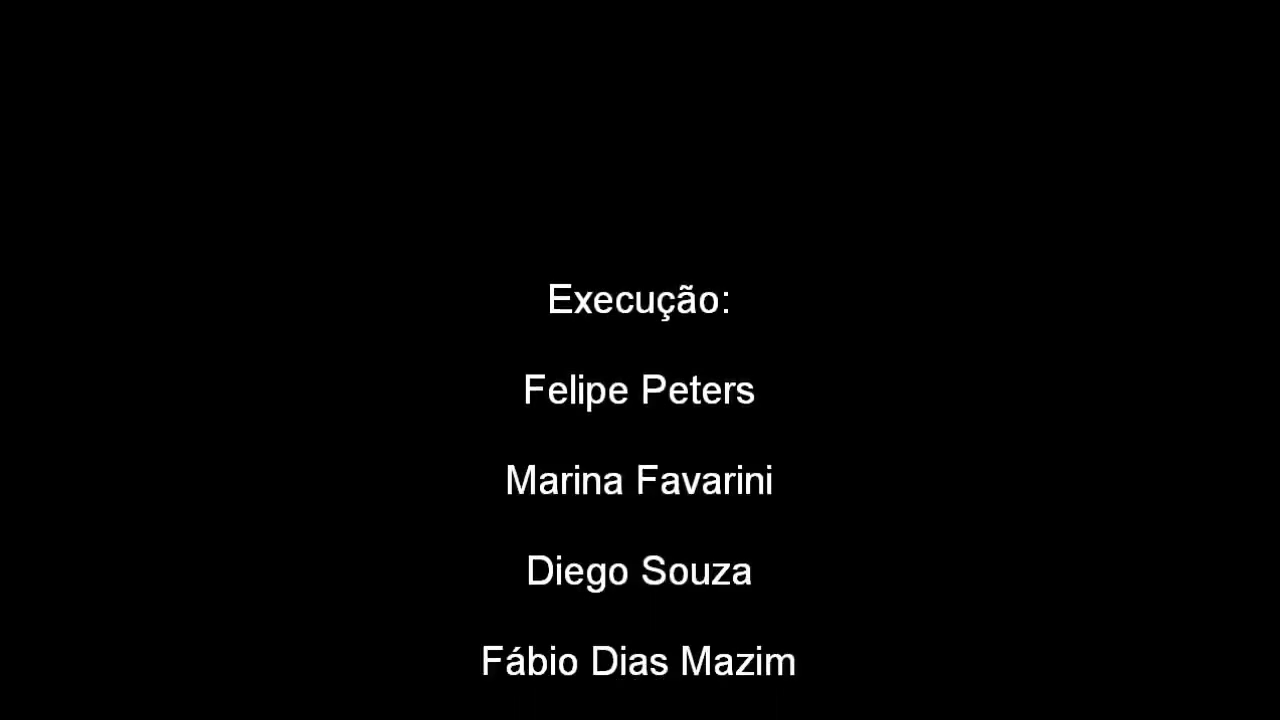 Execução:
Felipe Peters
Marina Favarini
Diego Souza
Fábio Dias Mazim